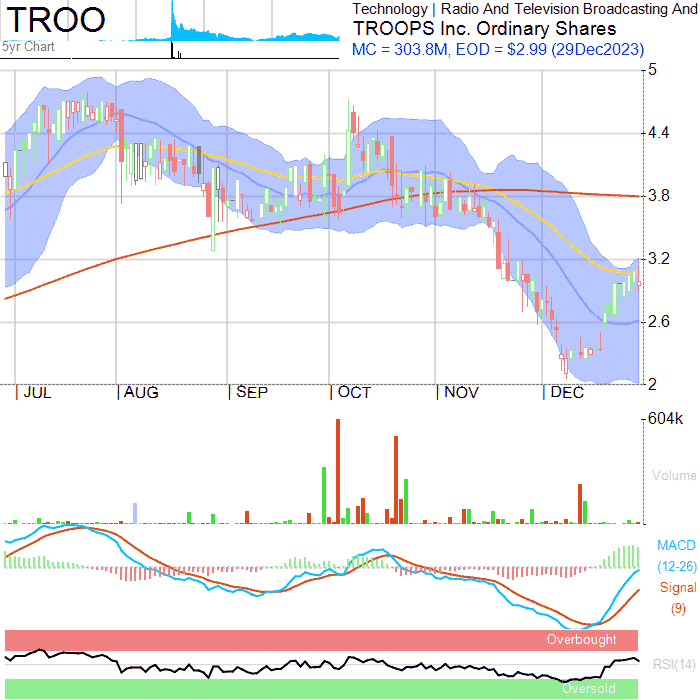 TROO
5yr Chart
Technology | Radio And Television Broadcasting And
TROOPS Inc. Ordinary Shares
MC = 303.8M, EOD = $2.99 (29Dec2023)
5
4.4
3.8
3.2
2.6
2
JUL AUG SEP OCT NOV DEC
604k
Volume
MACD
(12-26)
Signal
(9)
Overbought
RSI(14)
Oversold